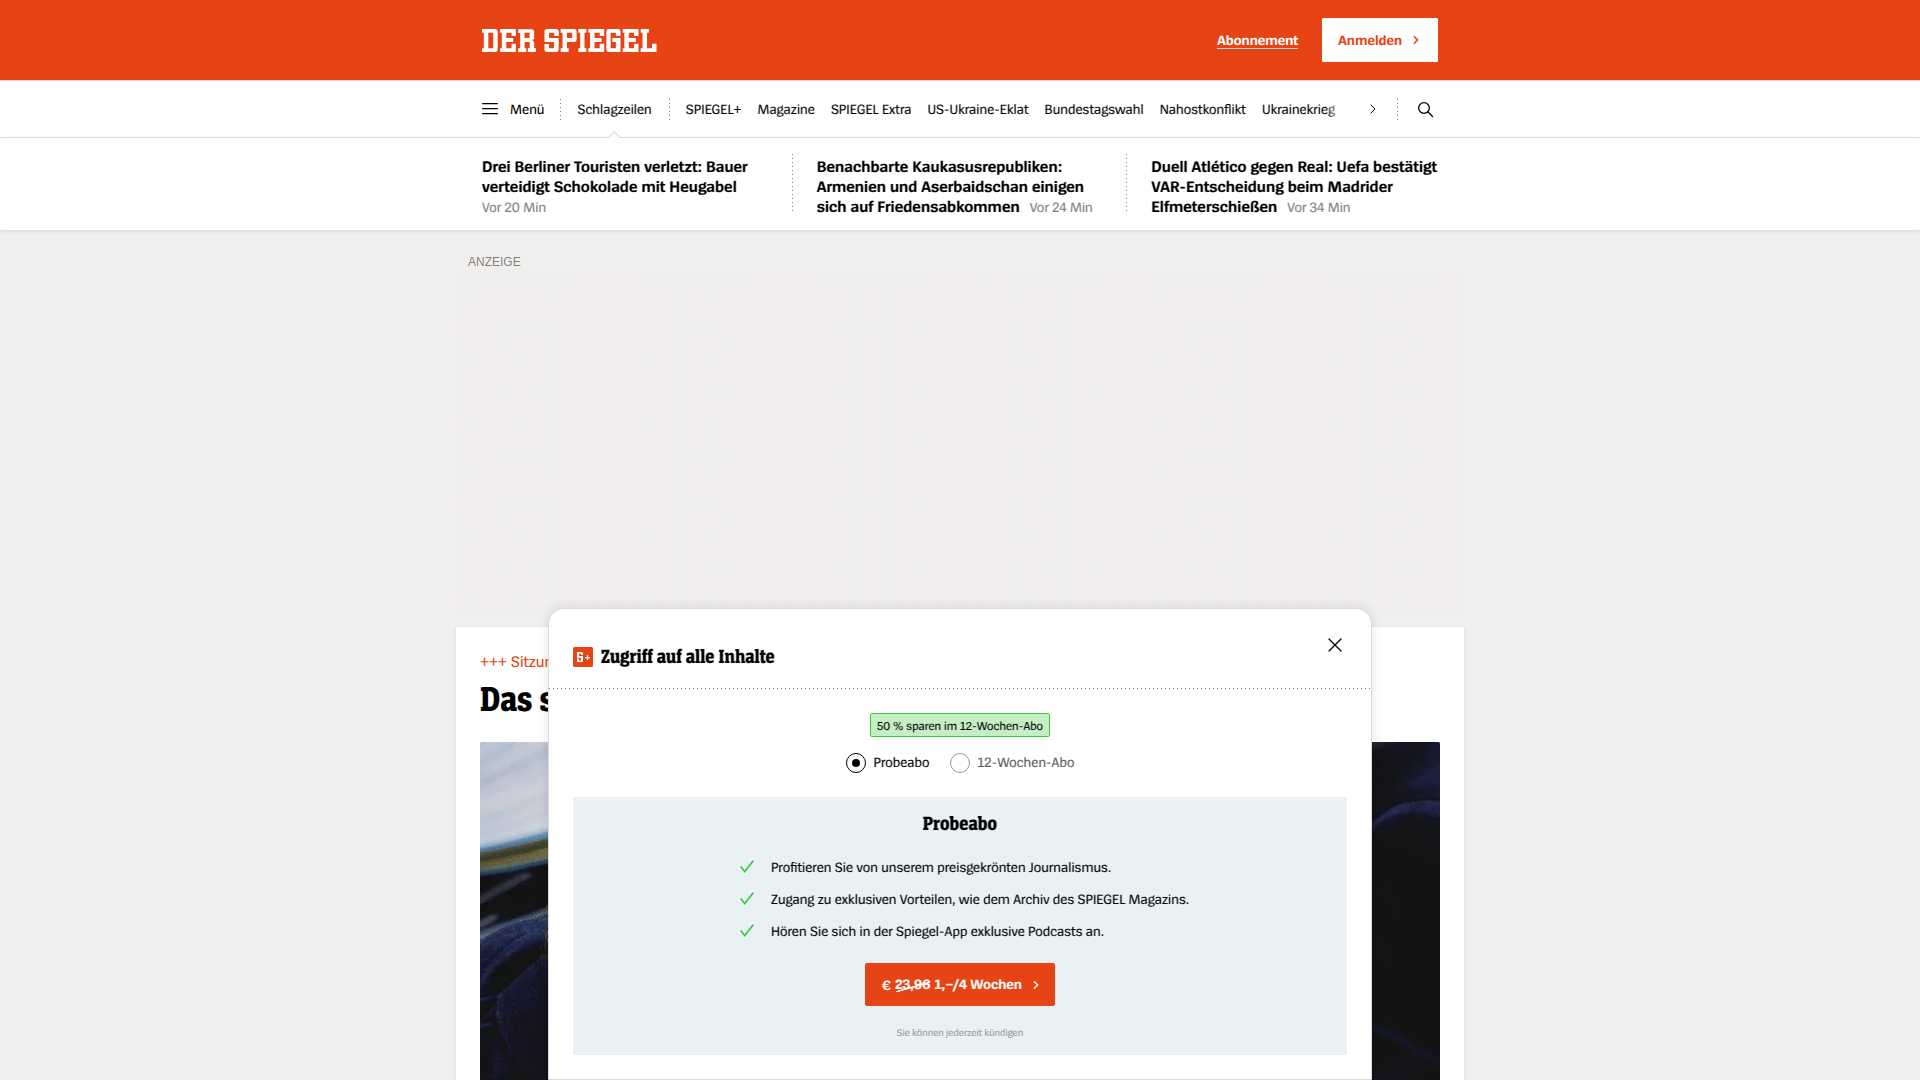 DER SPIEGEL
Abonnement
Anmelden
Menü
Schlagzeilen
SPIEGEL+
Magazine
SPIEGEL Extra
US-Ukraine-Eklat
Bundestagswahl
Nahostkonflikt
Ukrainekrieg
Drei Berliner Touristen verletzt: Bauer
verteidigt Schokolade mit Heugabel
Vor 20 Min
Benachbarte Kaukasusrepubliken:
Armenien und Aserbaidschan einigen
sich auf Friedensabkommen Vor 24 Min
Duell Atlético gegen Real: Uefa bestätigt
VAR-Entscheidung beim Madrider
Elfmeterschießen Vor 34 Min
ANZEIGE
+++
Das
Zugriff auf alle Inhalte
50 % sparen im 12-Wochen-Abo
Probeabo
12-Wochen-Abo
Probeabo
Profitieren Sie von unserem preisgekrönten Journalismus.
Zugang zu exklusiven Vorteilen, wie dem Archiv des SPIEGEL Magazins.
Hören Sie sich in der Spiegel-App exklusive Podcasts an.
€ 23,96 1,–/4 Wochen
Sie können jederzeit kündigen